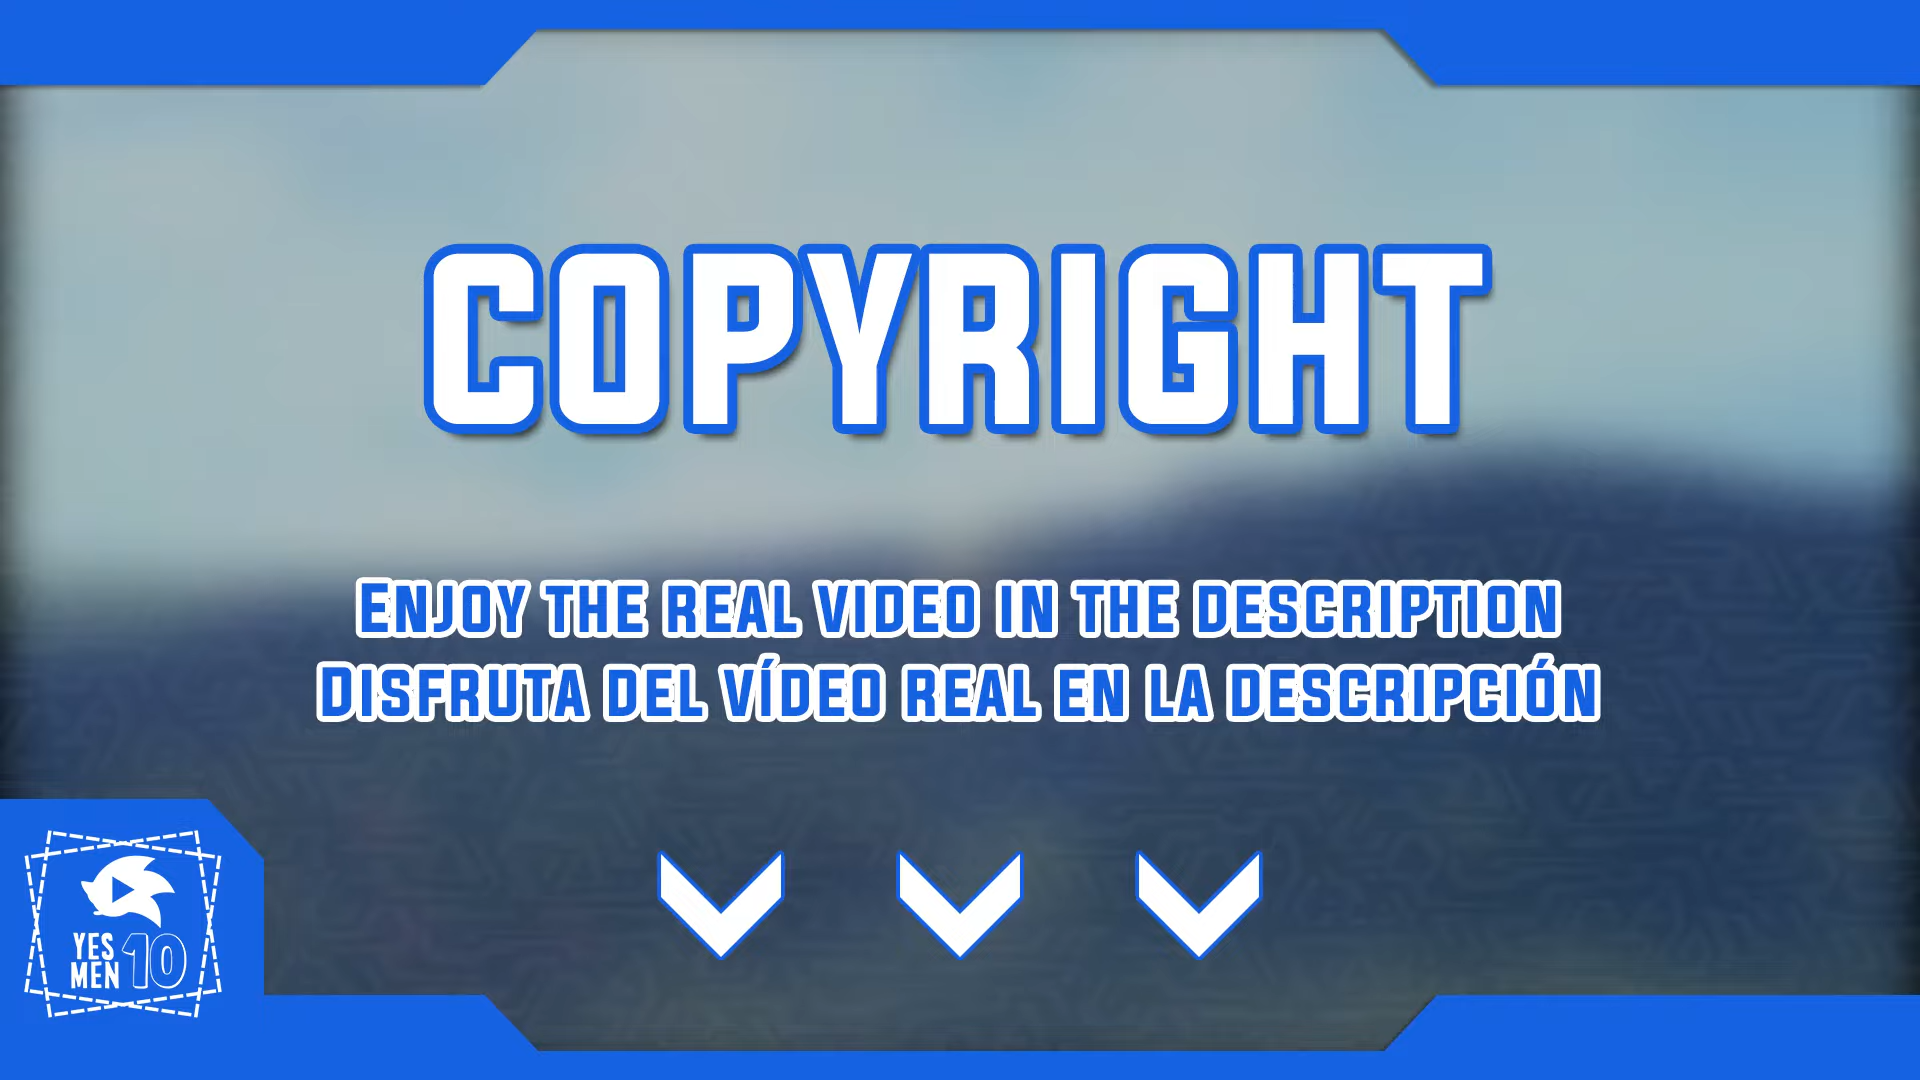 COPYRIGHT
ENJOY THE REAL VIDEO IN THE DESCRIPTION
DISFRUTA DEL VÍDEO REAL EN LA DESCRIPCIÓN
YES
MEN 10